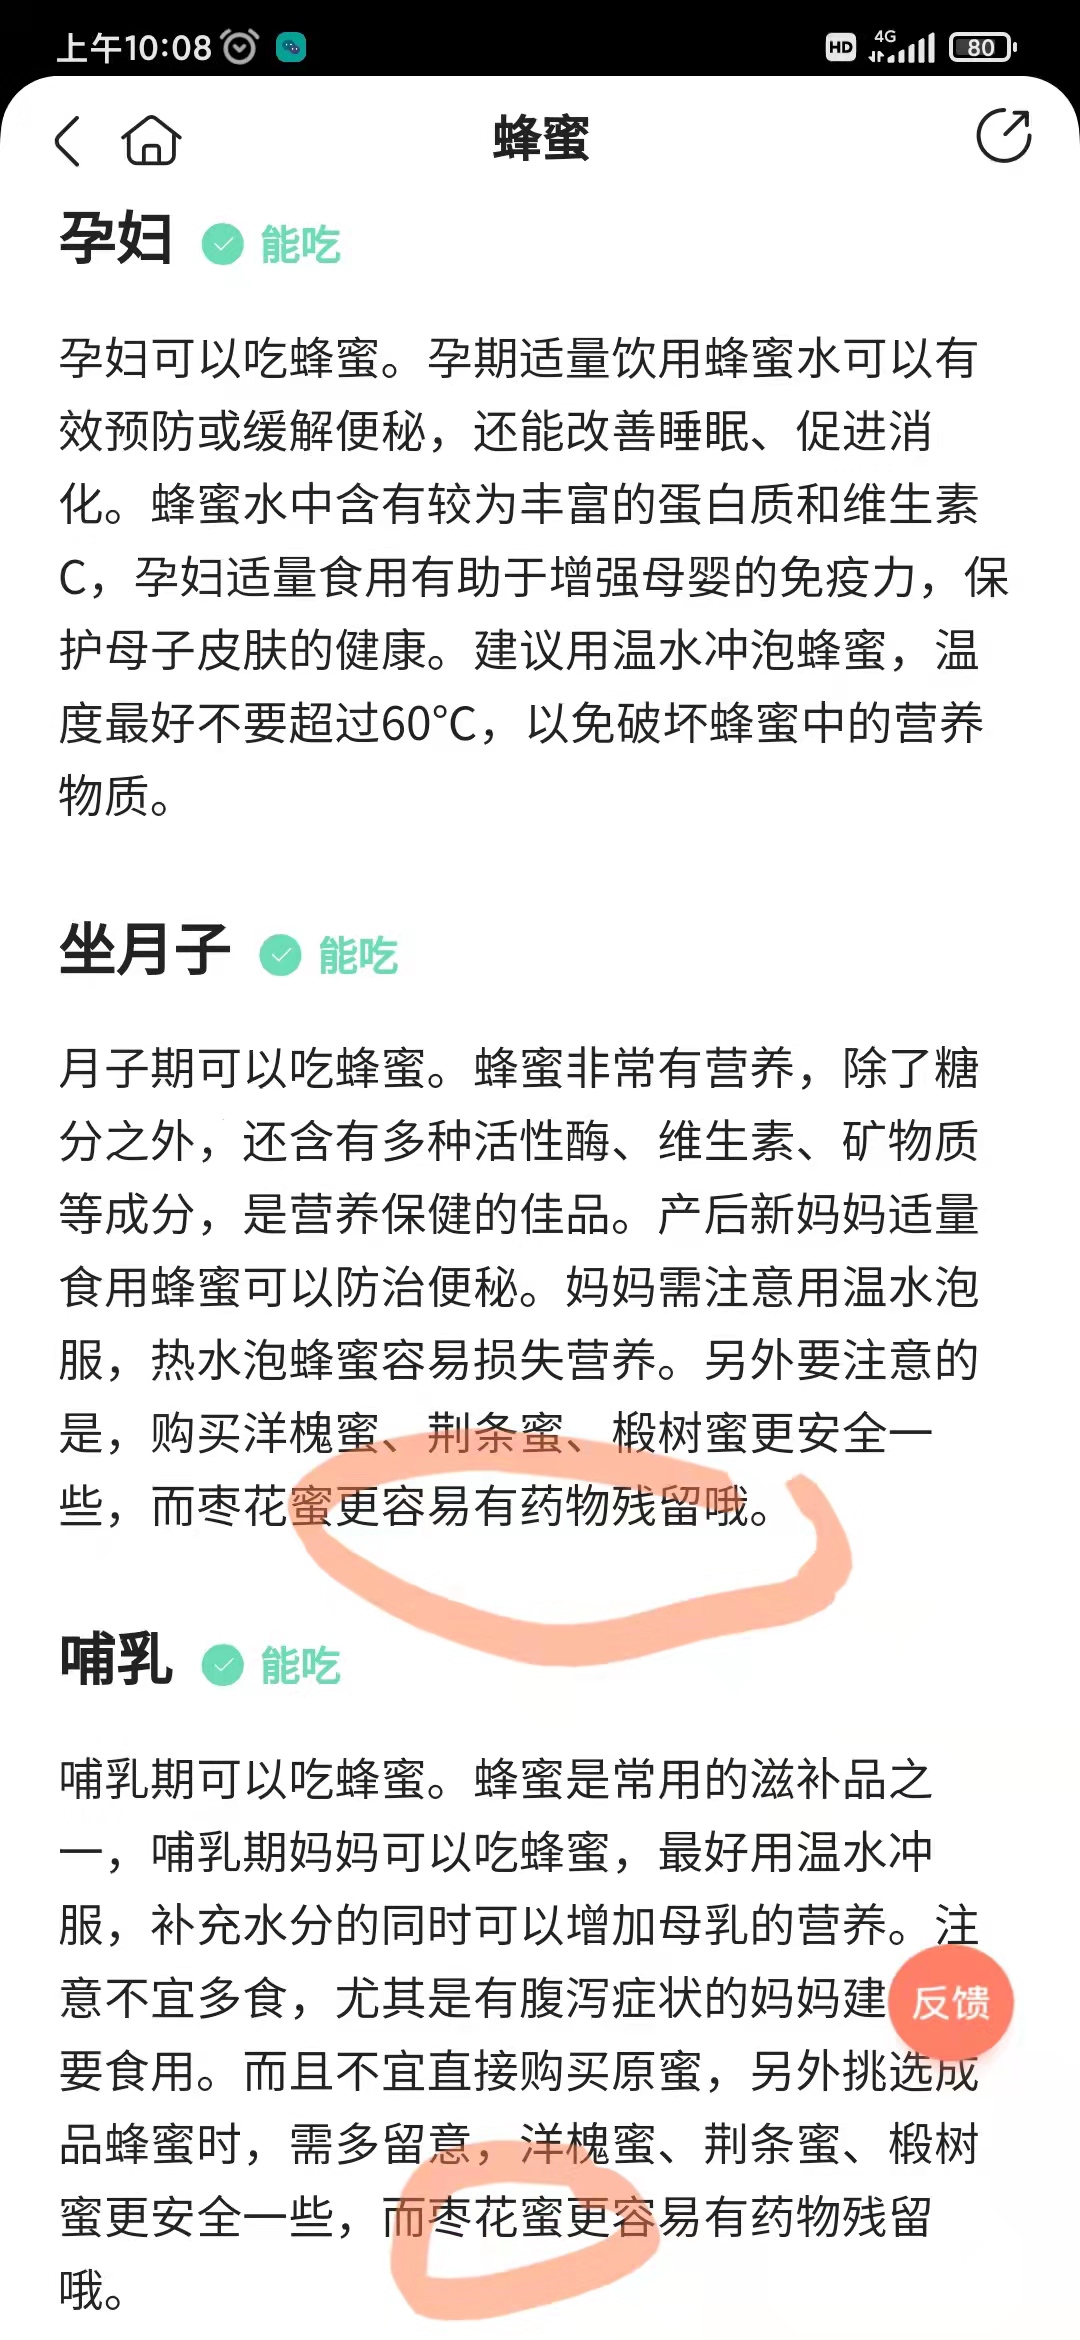 上午10:08
HD 4G 80
蜂蜜
孕妇 能吃
孕妇可以吃蜂蜜。孕期适量饮用蜂蜜水可以有
效预防或缓解便秘，还能改善睡眠、促进消
化。蜂蜜水中含有较为丰富的蛋白质和维生素
C，孕妇适量食用有助于增强母婴的免疫力，保
护母子皮肤的健康。建议用温水冲泡蜂蜜，温
度最好不要超过60℃，以免破坏蜂蜜中的营养
物质。
坐月子 能吃
月子期可以吃蜂蜜。蜂蜜非常有营养，除了糖
分之外，还含有多种活性酶、维生素、矿物质
等成分，是营养保健的佳品。产后新妈妈适量
食用蜂蜜可以防治便秘。妈妈需注意用温水泡
服，热水泡蜂蜜容易损失营养。另外要注意的
是，购买洋槐蜜、荆条蜜、椴树蜜更安全一
些，而枣花蜜更容易有药物残留哦。
哺乳 能吃
哺乳期可以吃蜂蜜。蜂蜜是常用的滋补品之
一，哺乳期妈妈可以吃蜂蜜，最好用温水冲
服，补充水分的同时可以增加母乳的营养。注
意不宜多食，尤其是有腹泻症状的妈妈建
反馈
要食用。而且不宜直接购买原蜜，另外挑选成
品蜂蜜时，需多留意，洋槐蜜、荆条蜜、椴树
蜜更安全一些，而枣花蜜更容易有药物残留
哦。